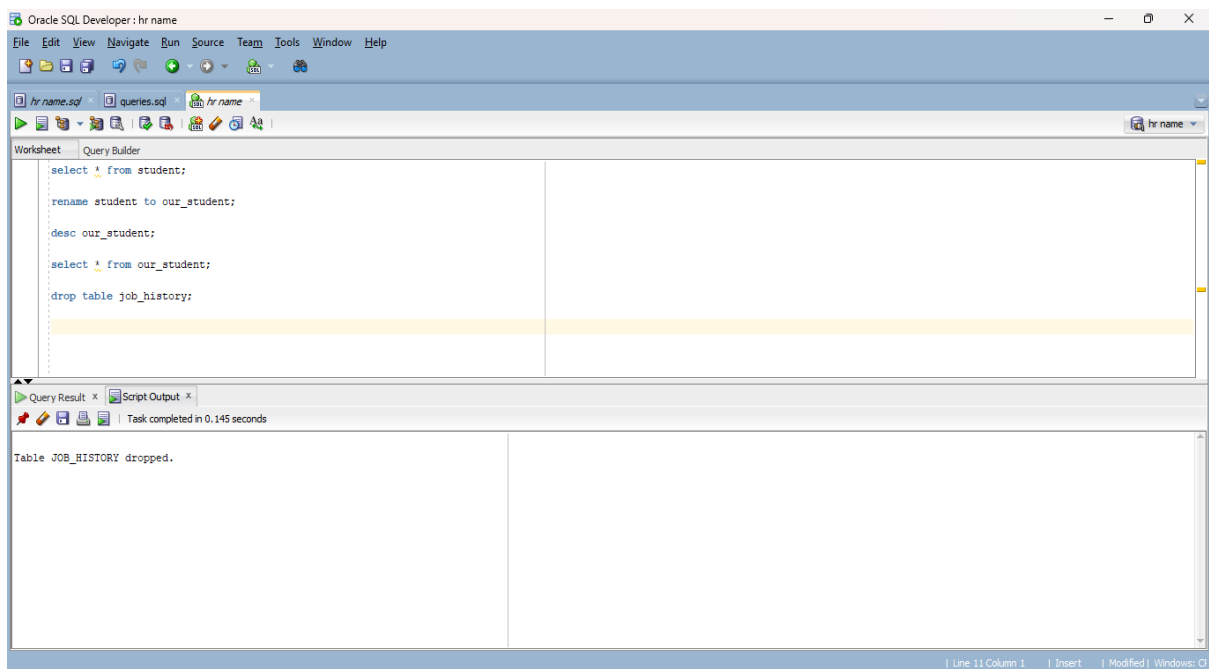 Oracle SQL Developer : hr name
File Edit View Navigate Run Source Team Tools Window Help
hr name.sql queries.sql hr name
hr name
Worksheet Query Builder
select * from student;
rename student to our_student;
desc our_student;
select * from our_student;
drop table job_history;
Query Result x Script Output x
Task completed in 0.145 seconds
Table JOB_HISTORY dropped.
| Line 11 Column 1 | Insert | Modified | Windows: CF